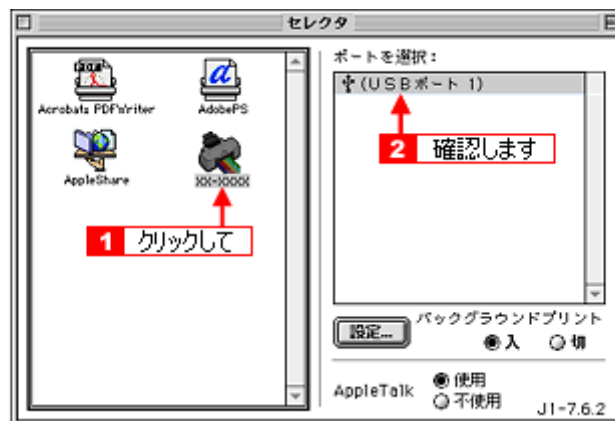 セレクタ
Acrobats PDFWriter
AdobePS
AppleShare
XX-XXXX
1 クリックして
ポートを選択：
(USBポート 1)
2 確認します
設定...
バックグラウンドプリント
入 切
AppleTalk
使用
不使用
J1-7.6.2